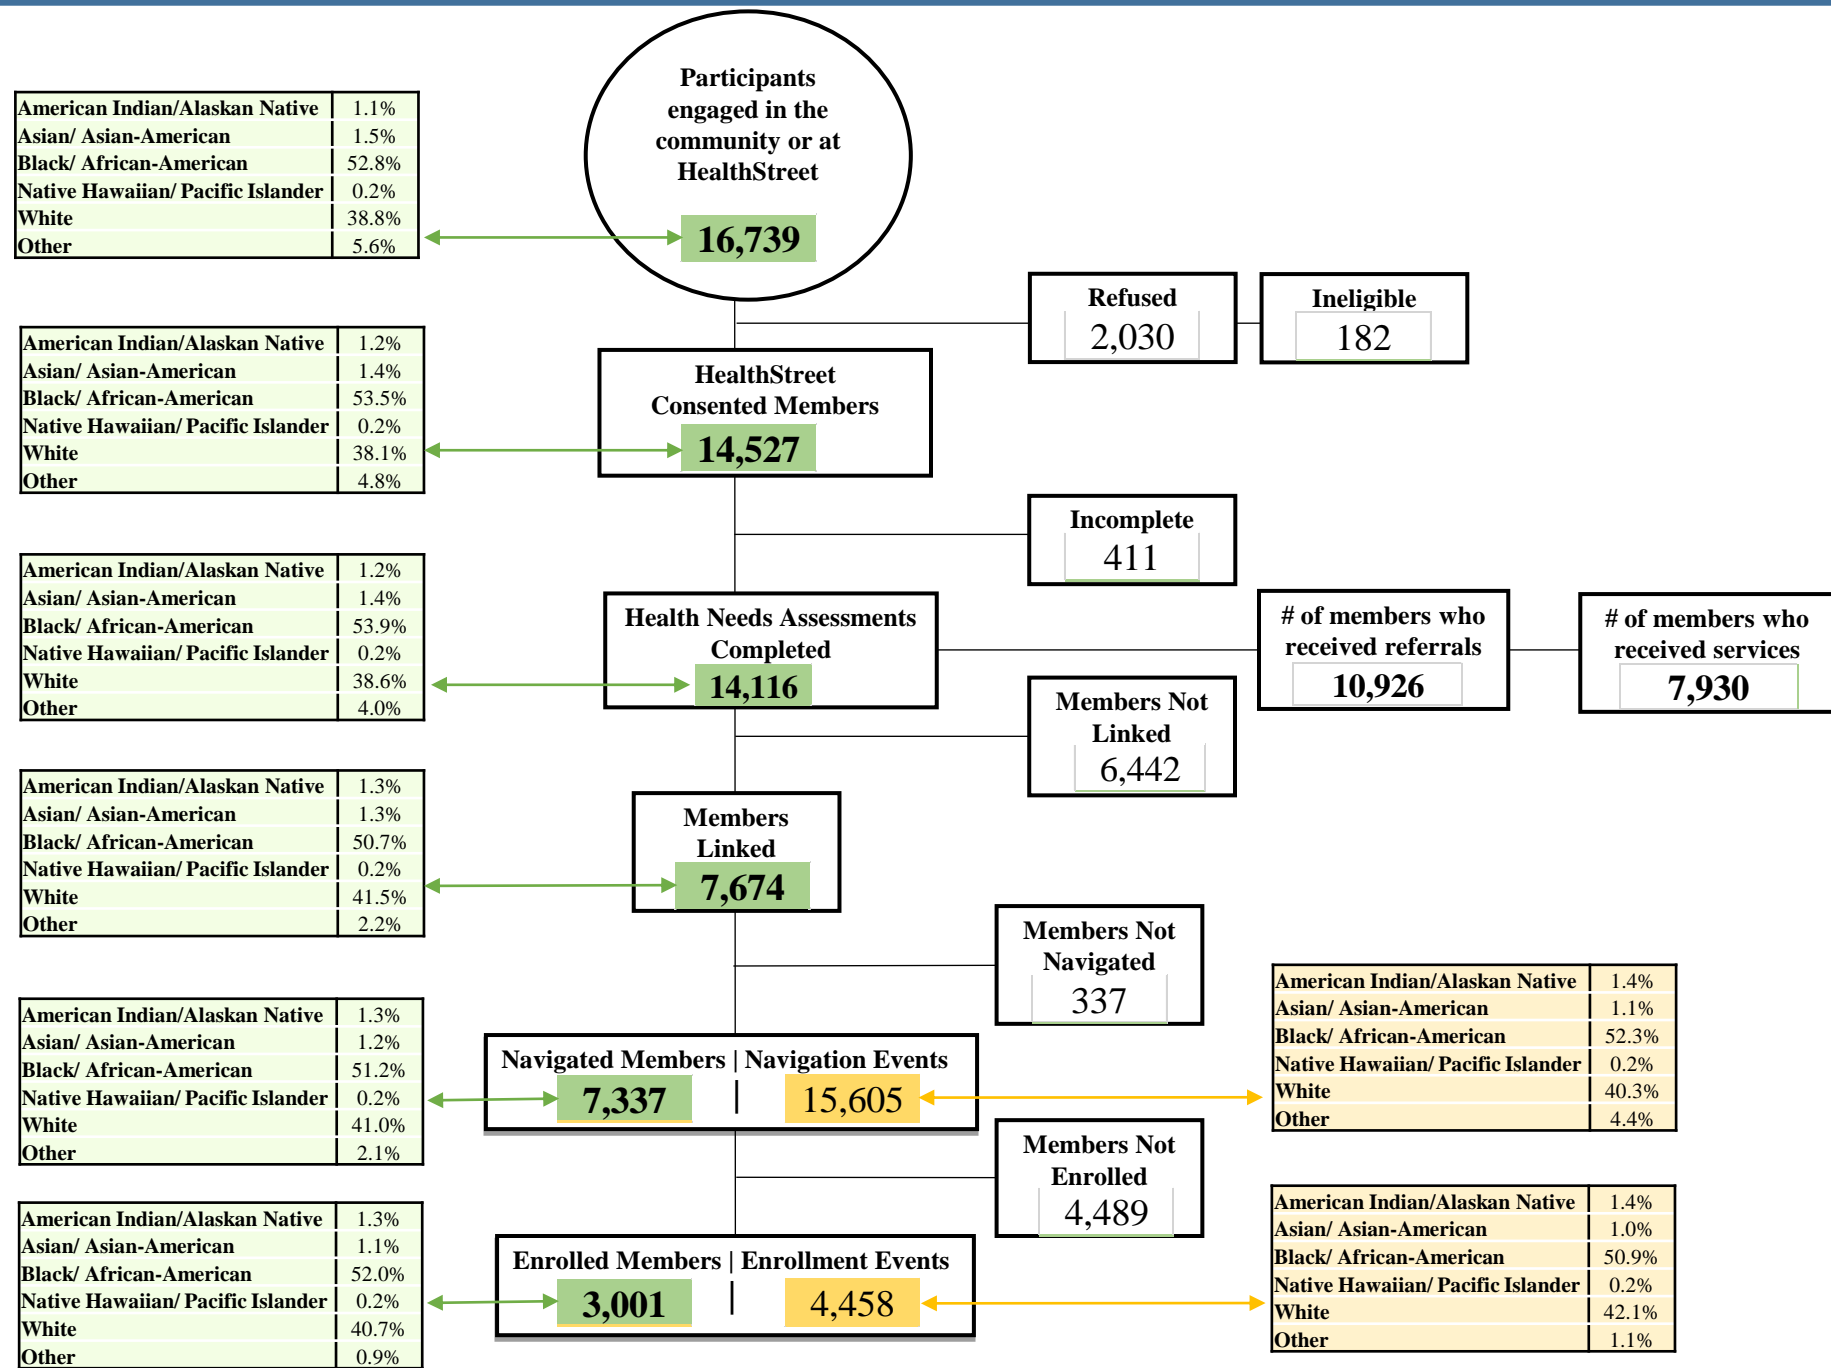 Participants
engaged in the
community or at
HealthStreet
16,739
American Indian/Alaskan Native 1.1%
Asian/ Asian-American 1.5%
Black/ African-American 52.8%
Native Hawaiian/ Pacific Islander 0.2%
White 38.8%
Other 5.6%
Refused
2,030
Ineligible
182
HealthStreet
Consented Members
14,527
American Indian/Alaskan Native 1.2%
Asian/ Asian-American 1.4%
Black/ African-American 53.5%
Native Hawaiian/ Pacific Islander 0.2%
White 38.1%
Other 4.8%
Incomplete
411
Health Needs Assessments
Completed
14,116
American Indian/Alaskan Native 1.2%
Asian/ Asian-American 1.4%
Black/ African-American 53.9%
Native Hawaiian/ Pacific Islander 0.2%
White 38.6%
Other 4.0%
# of members who
received referrals
10,926
# of members who
received services
7,930
Members Not
Linked
6,442
Members
Linked
7,674
American Indian/Alaskan Native 1.3%
Asian/ Asian-American 1.3%
Black/ African-American 50.7%
Native Hawaiian/ Pacific Islander 0.2%
White 41.5%
Other 2.2%
Members Not
Navigated
337
Navigated Members | Navigation Events
7,337 | 15,605
American Indian/Alaskan Native 1.3%
Asian/ Asian-American 1.2%
Black/ African-American 51.2%
Native Hawaiian/ Pacific Islander 0.2%
White 41.0%
Other 2.1%
American Indian/Alaskan Native 1.4%
Asian/ Asian-American 1.1%
Black/ African-American 52.3%
Native Hawaiian/ Pacific Islander 0.2%
White 40.3%
Other 4.4%
Members Not
Enrolled
4,489
Enrolled Members | Enrollment Events
3,001 | 4,458
American Indian/Alaskan Native 1.3%
Asian/ Asian-American 1.1%
Black/ African-American 52.0%
Native Hawaiian/ Pacific Islander 0.2%
White 40.7%
Other 0.9%
American Indian/Alaskan Native 1.4%
Asian/ Asian-American 1.0%
Black/ African-American 50.9%
Native Hawaiian/ Pacific Islander 0.2%
White 42.1%
Other 1.1%